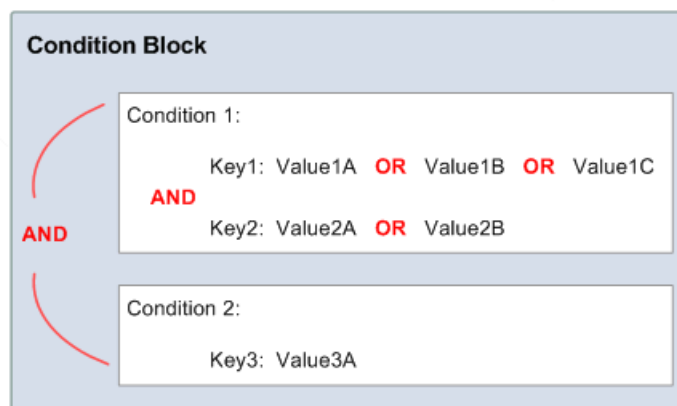 Condition Block
Condition 1:
Key1: Value1A OR Value1B OR Value1C
AND
Key2: Value2A OR Value2B
AND
Condition 2:
Key3: Value3A